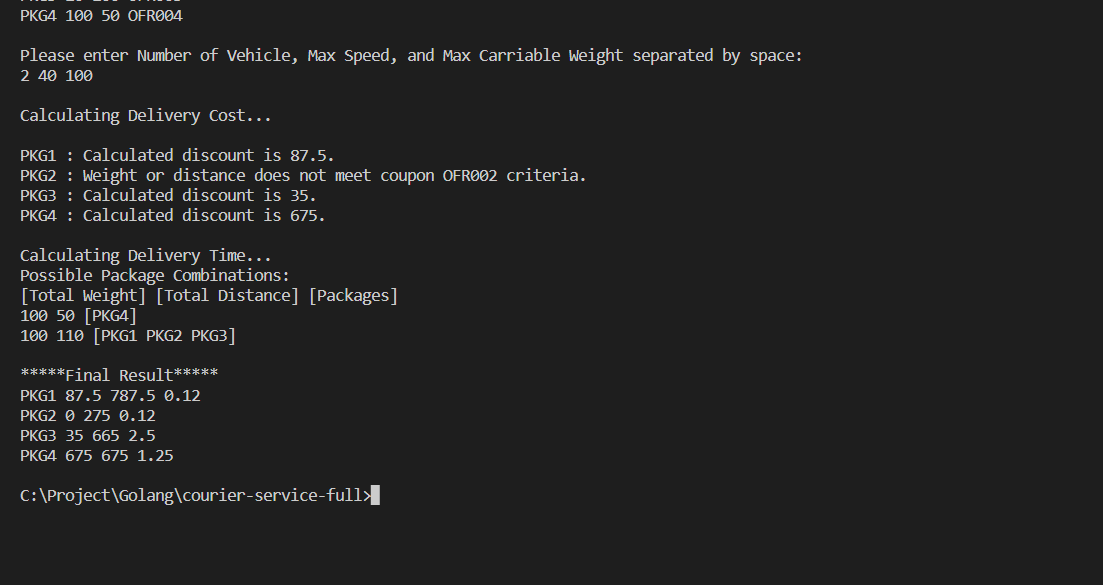 PKG4 100 50 OFR004
Please enter Number of Vehicle, Max Speed, and Max Carriable Weight separated by space:
2 40 100
Calculating Delivery Cost...
PKG1 : Calculated discount is 87.5.
PKG2 : Weight or distance does not meet coupon OFR002 criteria.
PKG3 : Calculated discount is 35.
PKG4 : Calculated discount is 675.
Calculating Delivery Time...
Possible Package Combinations:
[Total Weight] [Total Distance] [Packages]
100 50 [PKG4]
100 110 [PKG1 PKG2 PKG3]
*****Final Result*****
PKG1 87.5 787.5 0.12
PKG2 0 275 0.12
PKG3 35 665 2.5
PKG4 675 675 1.25
C:\Project\Golang\courier-service-full>